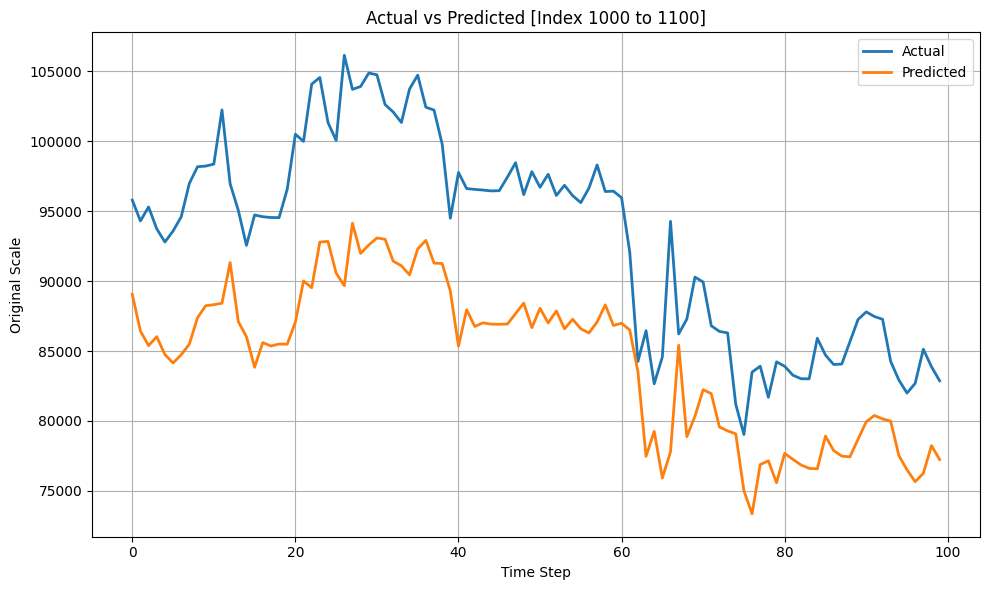 Actual vs Predicted [Index 1000 to 1100]
Actual
Predicted
Original Scale
105000
100000
95000
90000
85000
80000
75000
0 20 40 60 80 100
Time Step